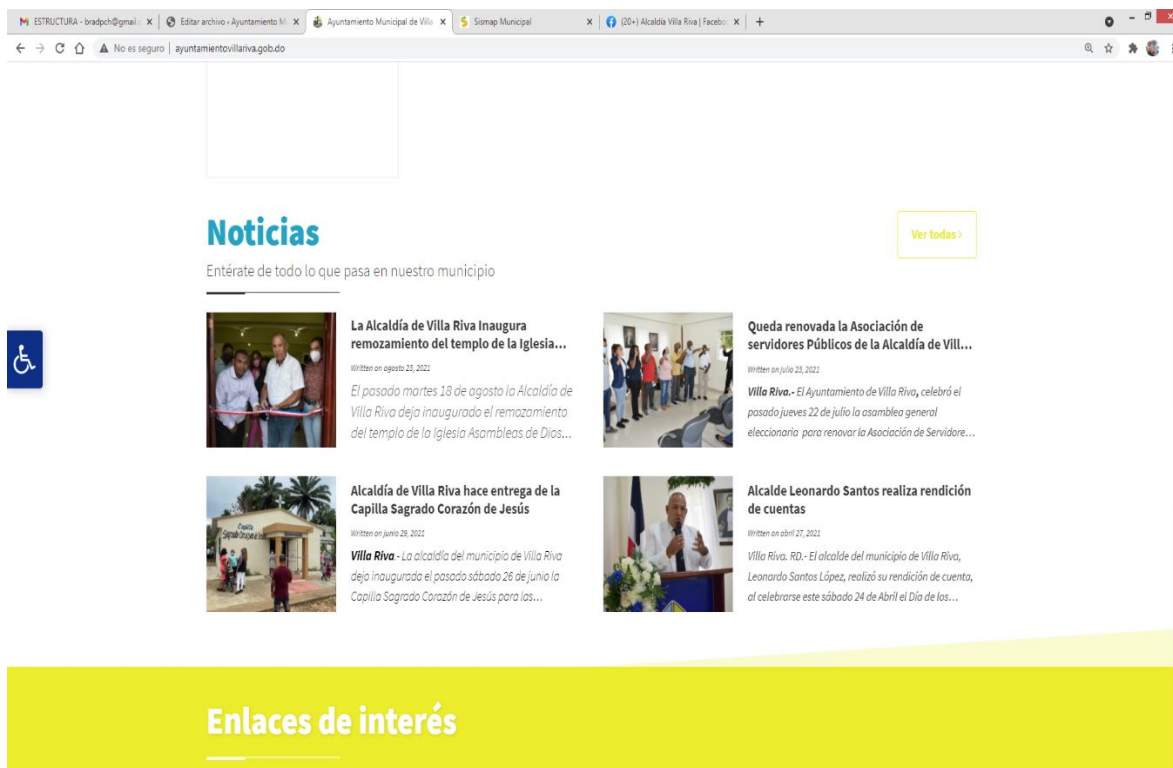 ESTRUCTURA - bradpch@gmail.c
Editar archivo ‹ Ayuntamiento M
Ayuntamiento Municipal de Villa
Sismap Municipal
(20+) Alcaldía Villa Riva | Facebo
No es seguro | ayuntamientovillariva.gob.do
Noticias
Ver todas >
Entérate de todo lo que pasa en nuestro municipio
La Alcaldía de Villa Riva Inaugura
remozamiento del templo de la Iglesia...
Written on agosto 23, 2021
El pasado martes 18 de agosto la Alcaldía de
Villa Riva deja inaugurado el remozamiento
del templo de la Iglesia Asambleas de Dios...
Queda renovada la Asociación de
servidores Públicos de la Alcaldía de Vill...
Written on julio 23, 2021
Villa Riva.- El Ayuntamiento de Villa Riva, celebró el
pasado jueves 22 de julio la asamblea general
eleccionaria para renovar la Asociación de Servidore...
Capilla
Sagrado Corazón de Jesús
Alcaldía de Villa Riva hace entrega de la
Capilla Sagrado Corazón de Jesús
Written on junio 29, 2021
Villa Riva.- La alcaldía del municipio de Villa Riva
dejo inaugurada el pasado sábado 26 de junio la
Capilla Sagrado Corazón de Jesús para las...
Alcalde Leonardo Santos realiza rendición
de cuentas
Written on abril 27, 2021
Villa Riva. RD.- El alcalde del municipio de Villa Riva,
Leonardo Santos López, realizó su rendición de cuenta,
al celebrarse este sábado 24 de Abril el Día de los...
Enlaces de interés